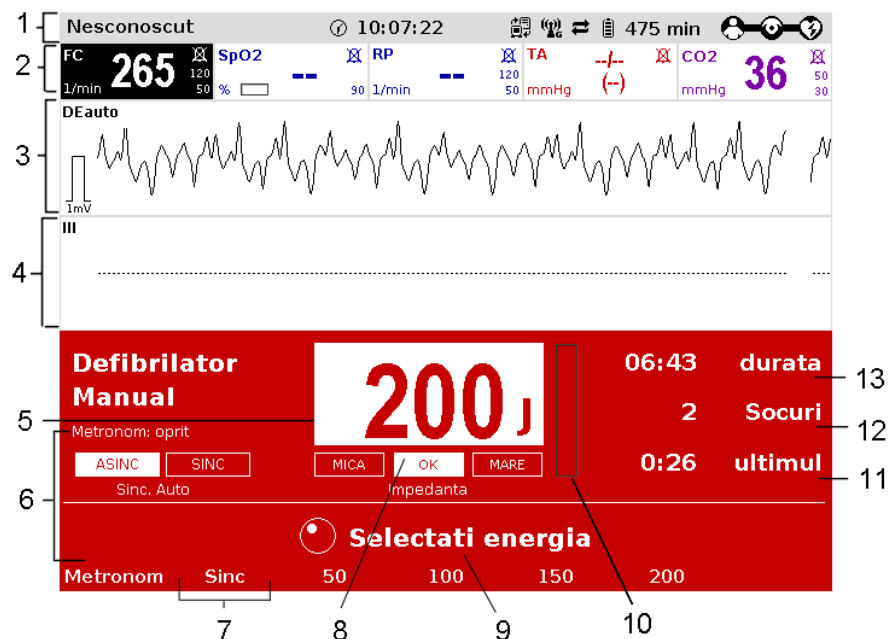 1 Nesconoscut 10:07:22 4G 475 min
2 FC 265 1/min 120 50 SpO2 -- % 90 RP -- 1/min 120 50 TA --/-- (--) mmHg CO2 36 mmHg 50 30
DEauto
3
1mV
III
4
Defibrilator Manual
200 J
06:43 durata 13
2 Socuri 12
0:26 ultimul 11
5
Metronom: oprit
6
ASINC SINC
Sinc. Auto
MICA OK MARE
Impedanta
Selectati energia
Metronom Sinc 50 100 150 200
7 8 9 10